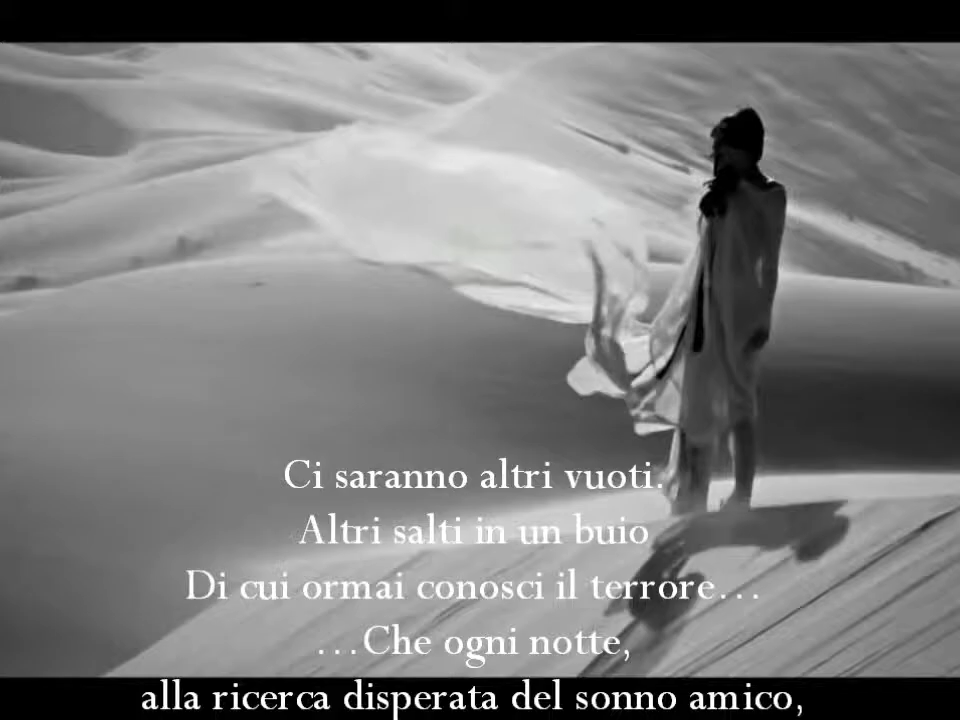 Ci saranno altri vuoti.
Altri salti in un buio
Di cui ormai conosci il terrore...
...Che ogni notte,
alla ricerca disperata del sonno amico,